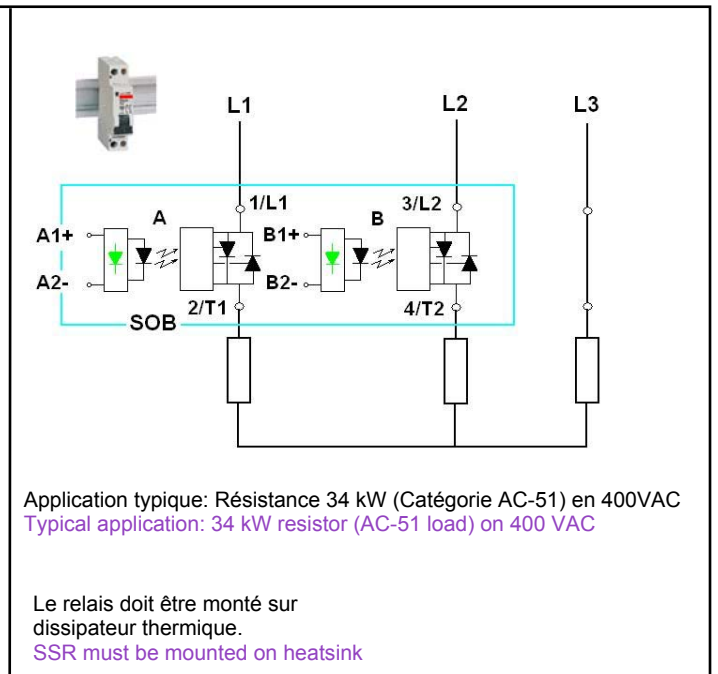 L1
L2
L3
1/L1
3/L2
A
B
A1+
B1+
A2-
B2-
2/T1
4/T2
SOB
Application typique: Résistance 34 kW (Catégorie AC-51) en 400VAC
Typical application: 34 kW resistor (AC-51 load) on 400 VAC
Le relais doit être monté sur
dissipateur thermique.
SSR must be mounted on heatsink